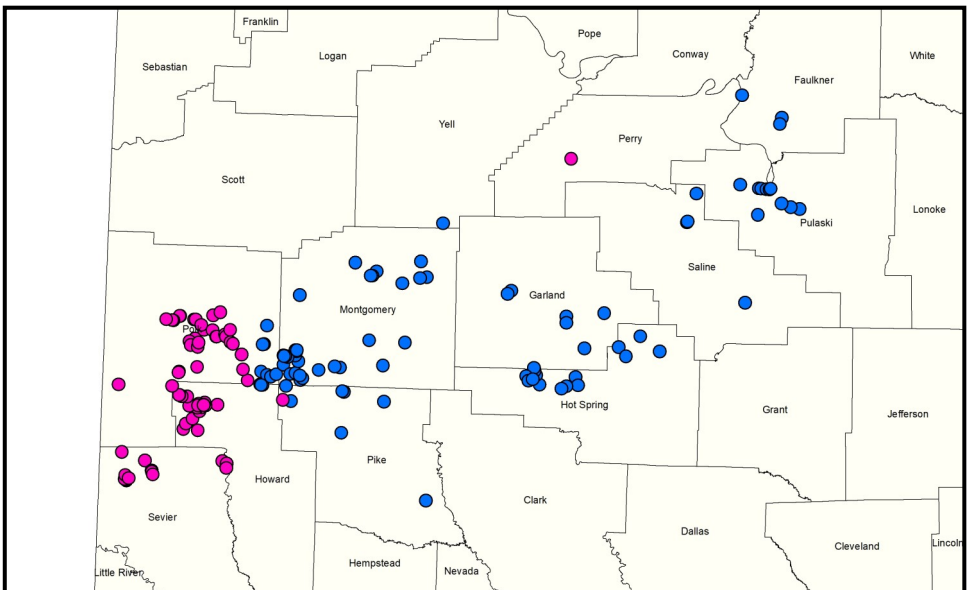 Franklin
Pope
Logan
Conway
White
Sebastian
Faulkner
Yell
Perry
Scott
Lonoke
Pulaski
Saline
Garland
Montgomery
Hot Spring
Grant
Jefferson
Pike
Howard
Clark
Sevier
Dallas
Cleveland
Lincoln
Hempstead
Nevada
Little River